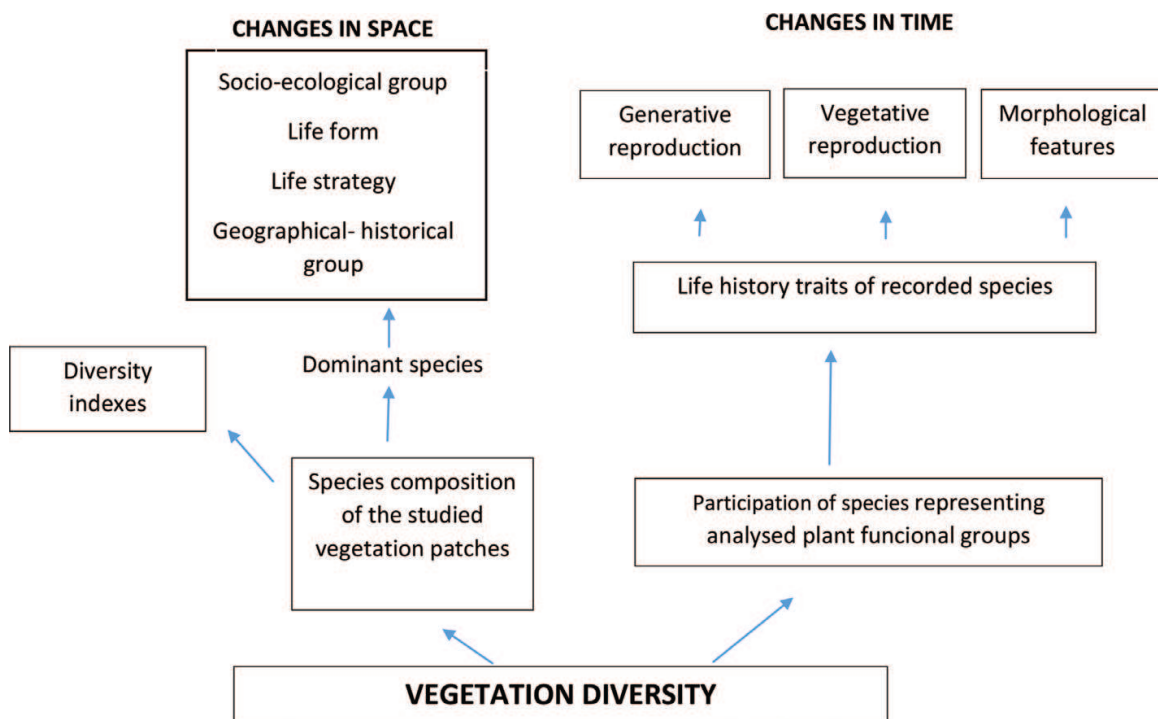 CHANGES IN SPACE
Socio-ecological group
Life form
Life strategy
Geographical- historical
group
Diversity
indexes
Dominant species
Species composition
of the studied
vegetation patches
CHANGES IN TIME
Generative
reproduction
Vegetative
reproduction
Morphological
features
Life history traits of recorded species
Participation of species representing
analysed plant funcional groups
VEGETATION DIVERSITY